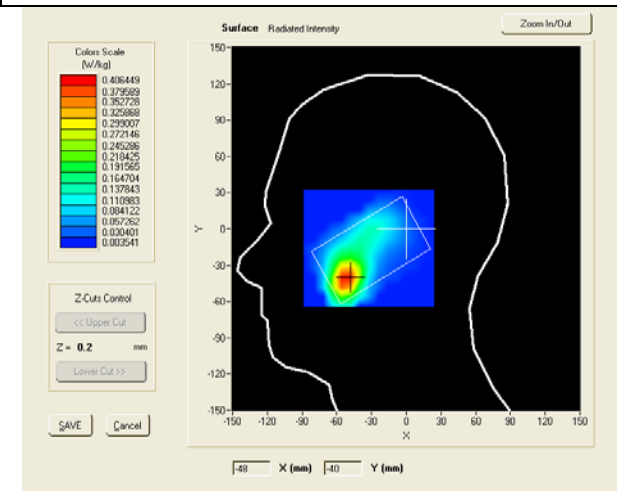 Surface Radiated Intensity
Zoom In/Out
Colors Scale
(W/kg)
0.406449
0.379589
0.352728
0.325868
0.299007
0.272146
0.245286
0.218425
0.191565
0.164704
0.137843
0.110983
0.084122
0.057262
0.030401
0.003541
Z-Cuts Control
<< Upper Cut
Z = 0.2 mm
Lower Cut >>
SAVE Cancel
150
120
90
60
30
0
-30
-60
-90
-120
-150
Y
-150 -120 -90 -60 -30 0 30 60 90 120 150
X
-48 X (mm) -40 Y (mm)